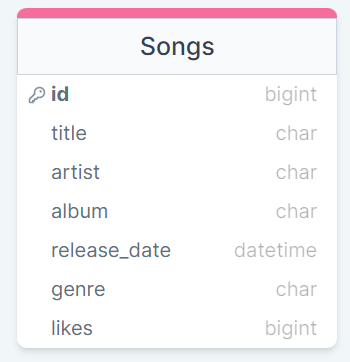 Songs
id bigint
title char
artist char
album char
release_date datetime
genre char
likes bigint